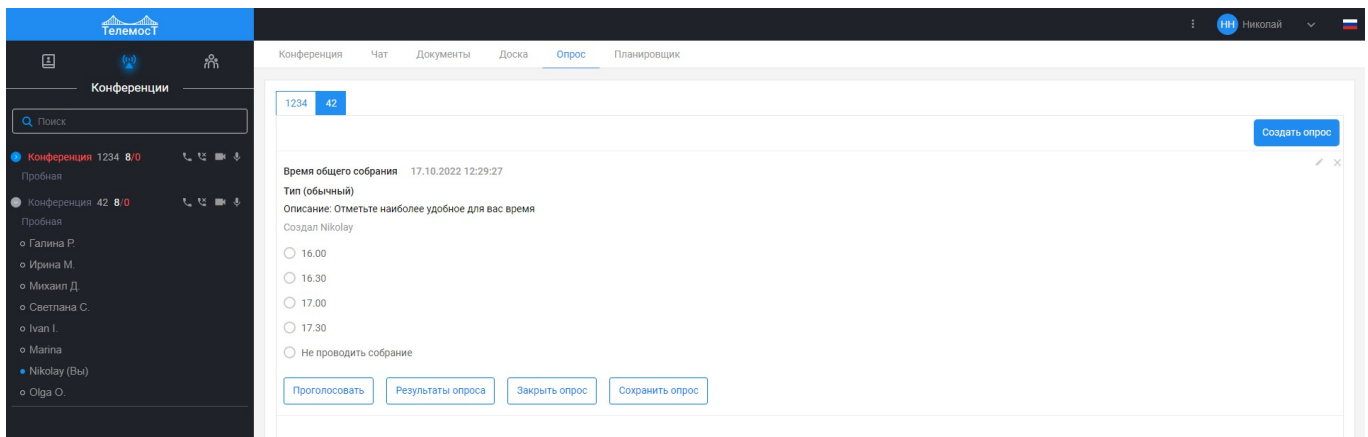 ТелемосТ
НН Николай
Конференция Чат Документы Доска Опрос Планировщик
Конференции
Поиск
Конференция 1234 8/0
Пробная
Конференция 42 8/0
Пробная
Галина Р.
Ирина М.
Михаил Д.
Светлана С.
Ivan I.
Marina
Nikolay (Вы)
Olga O.
1234 42
Создать опрос
Время общего собрания 17.10.2022 12:29:27
Тип (обычный)
Описание: Отметьте наиболее удобное для вас время
Создал Nikolay
16.00
16.30
17.00
17.30
Не проводить собрание
Проголосовать Результаты опроса Закрыть опрос Сохранить опрос